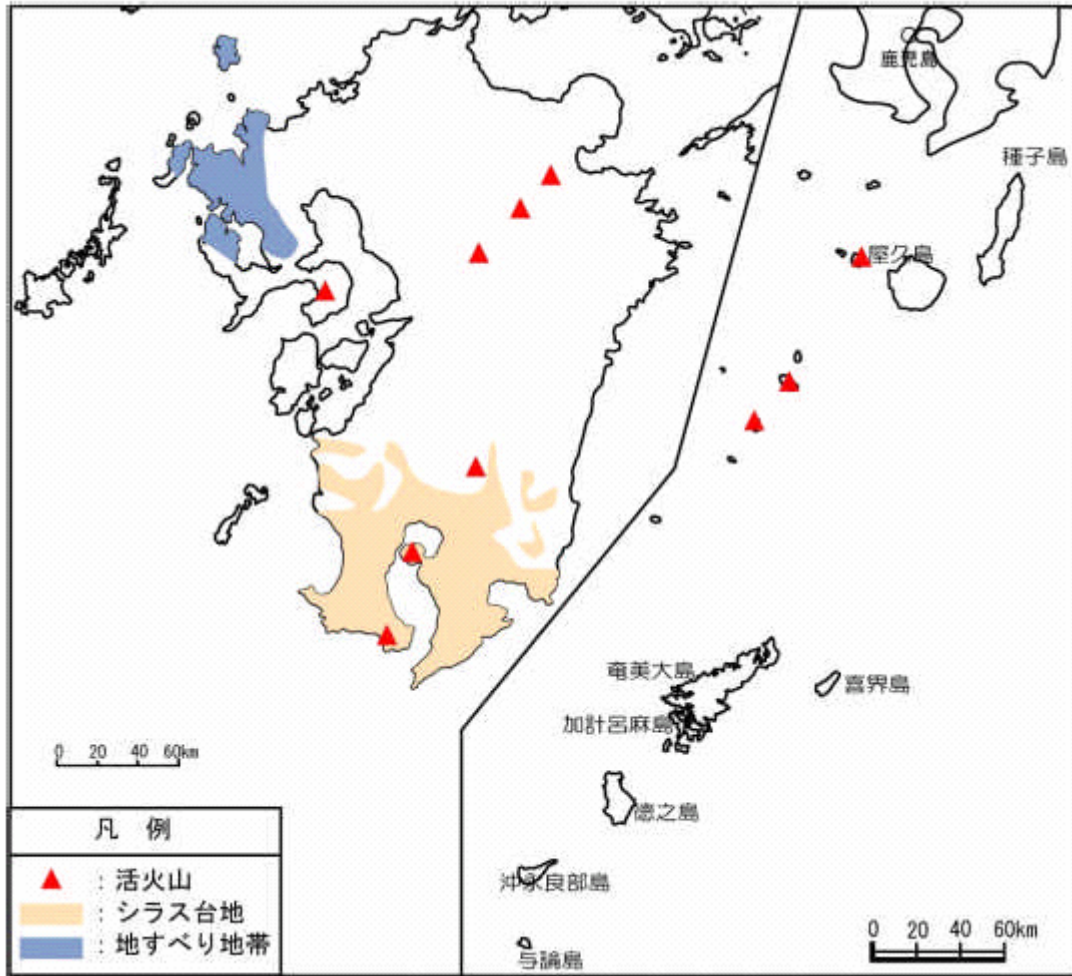 鹿児島
種子島
屋久島
奄美大島
喜界島
加計呂麻島
徳之島
沖永良部島
与論島
0 20 40 60km
0 20 40 60km
凡 例
：活火山
：シラス台地
：地すべり地帯